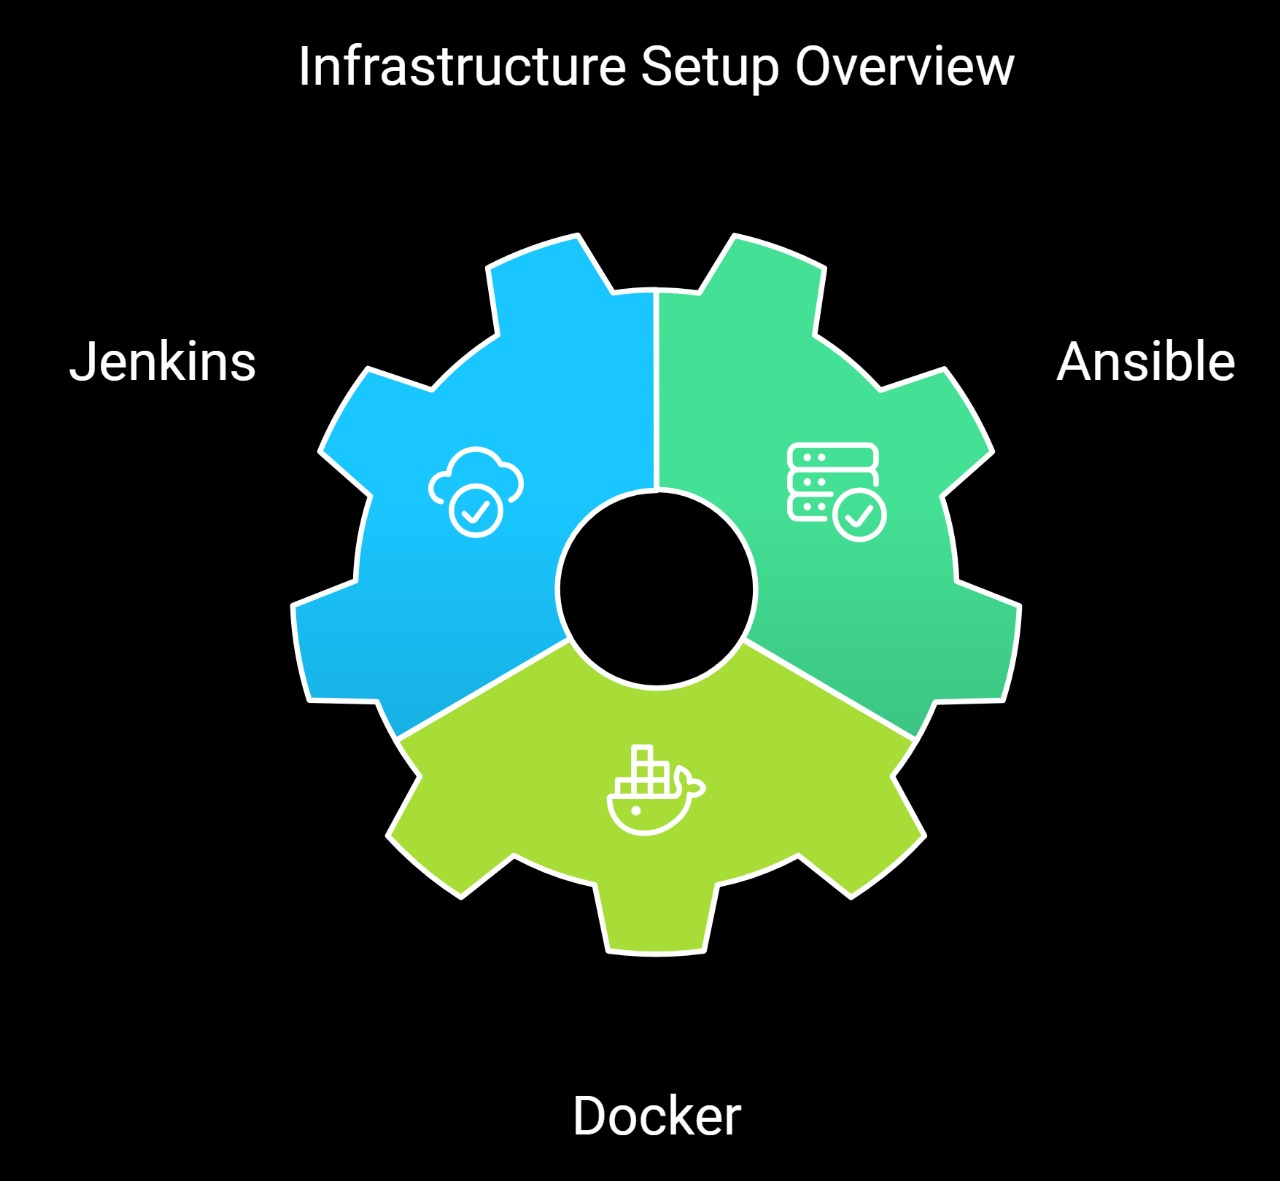 Infrastructure Setup Overview
Jenkins
Ansible
Docker